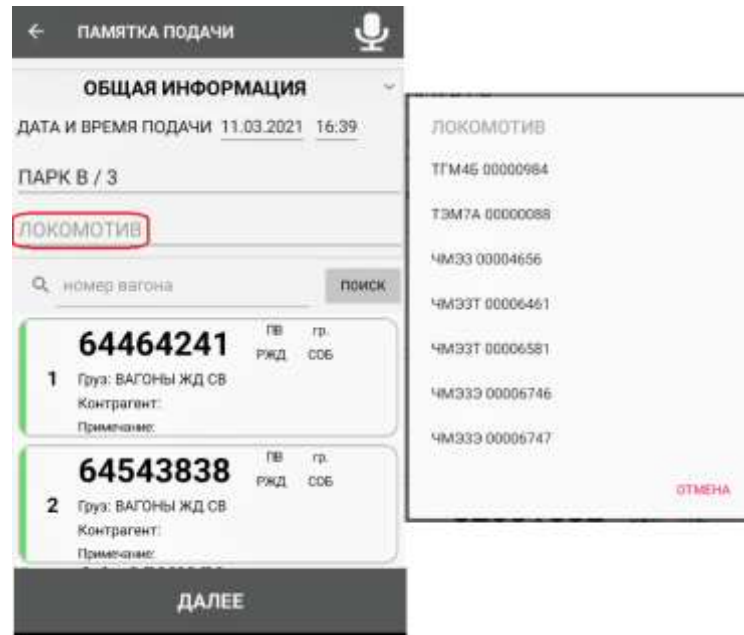 ПАМЯТКА ПОДАЧИ
ОБЩАЯ ИНФОРМАЦИЯ
ДАТА И ВРЕМЯ ПОДАЧИ 11.03.2021 16:39
ПАРК В / 3
ЛОКОМОТИВ
номер вагона ПОИСК
64464241 ПВ гр.
РЖД СОБ
1 Груз: ВАГОНЫ ЖД СВ
Контрагент:
Примечание:
64543838 ПВ гр.
РЖД СОБ
2 Груз: ВАГОНЫ ЖД СВ
Контрагент:
Примечание:
ДАЛЕЕ
ЛОКОМОТИВ
ТГМ4Б 00000984
ТЭМ7А 00000088
ЧМЭ3 00004656
ЧМЭ3Т 00006461
ЧМЭ3Т 00006581
ЧМЭ3Э 00006746
ЧМЭ3Э 00006747
ОТМЕНА